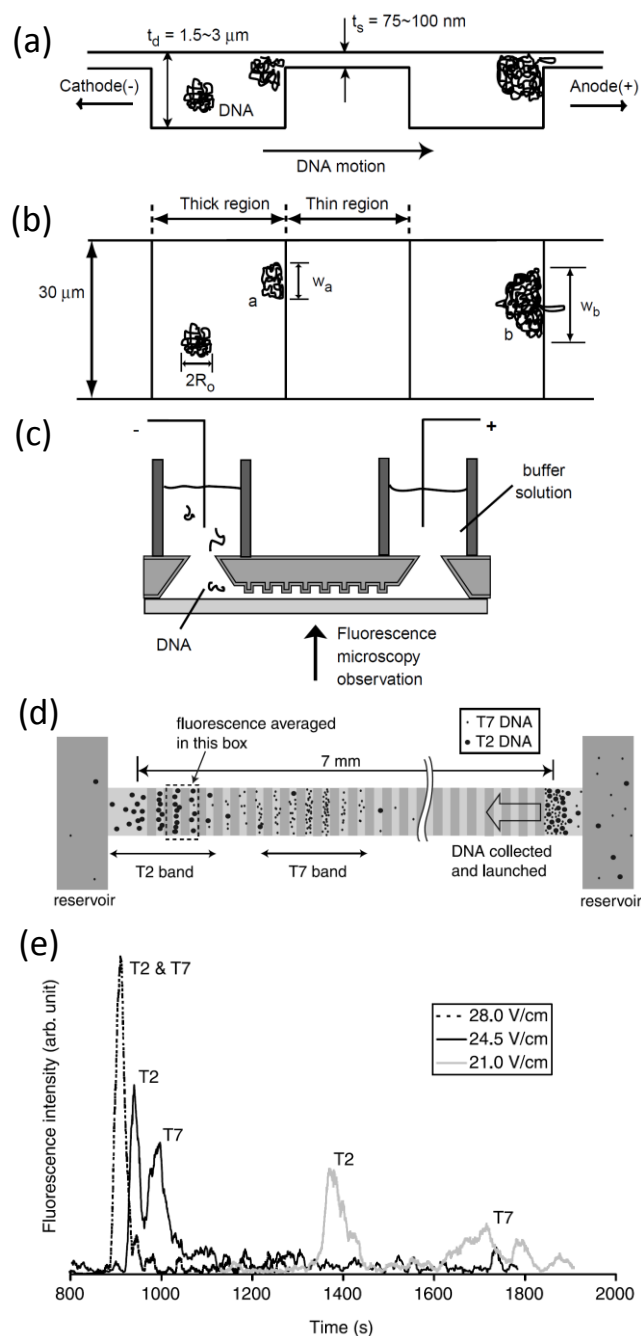 (a)
t_d = 1.5~3 μm
t_s = 75~100 nm
Cathode(-)
DNA
Anode(+)
DNA motion
(b)
Thick region
Thin region
30 μm
a
w_a
2R_o
b
w_b
(c)
-
+
buffer
solution
DNA
Fluorescence
microscopy
observation
(d)
fluorescence averaged
in this box
T7 DNA
T2 DNA
7 mm
T2 band
T7 band
DNA collected
and launched
reservoir
reservoir
(e)
T2 & T7
28.0 V/cm
24.5 V/cm
21.0 V/cm
T2
T7
T2
T7
Fluorescence intensity (arb. unit)
800
1000
1200
1400
1600
1800
2000
Time (s)